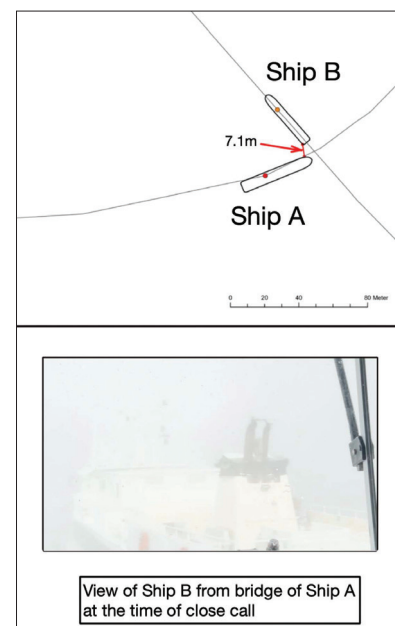 Ship B
7.1m
Ship A
0 20 40 80 Meter
View of Ship B from bridge of Ship A
at the time of close call